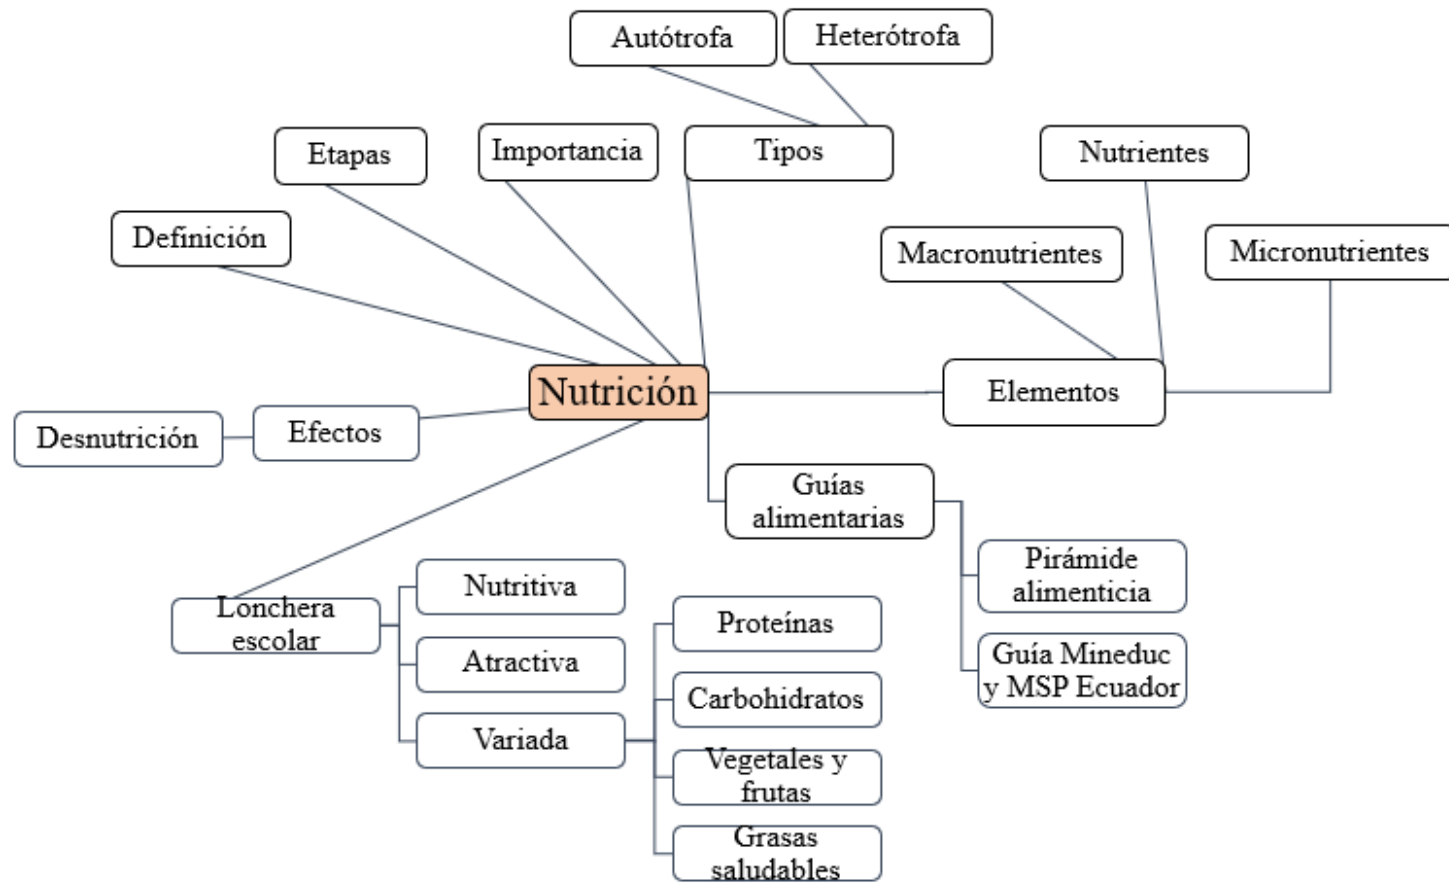 Autótrofa
Heterótrofa
Etapas
Importancia
Tipos
Nutrientes
Definición
Macronutrientes
Micronutrientes
Nutrición
Elementos
Desnutrición
Efectos
Guías
alimentarias
Pirámide
alimenticia
Guía Mineduc
y MSP Ecuador
Lonchera
escolar
Nutritiva
Atractiva
Variada
Proteínas
Carbohidratos
Vegetales y
frutas
Grasas
saludables